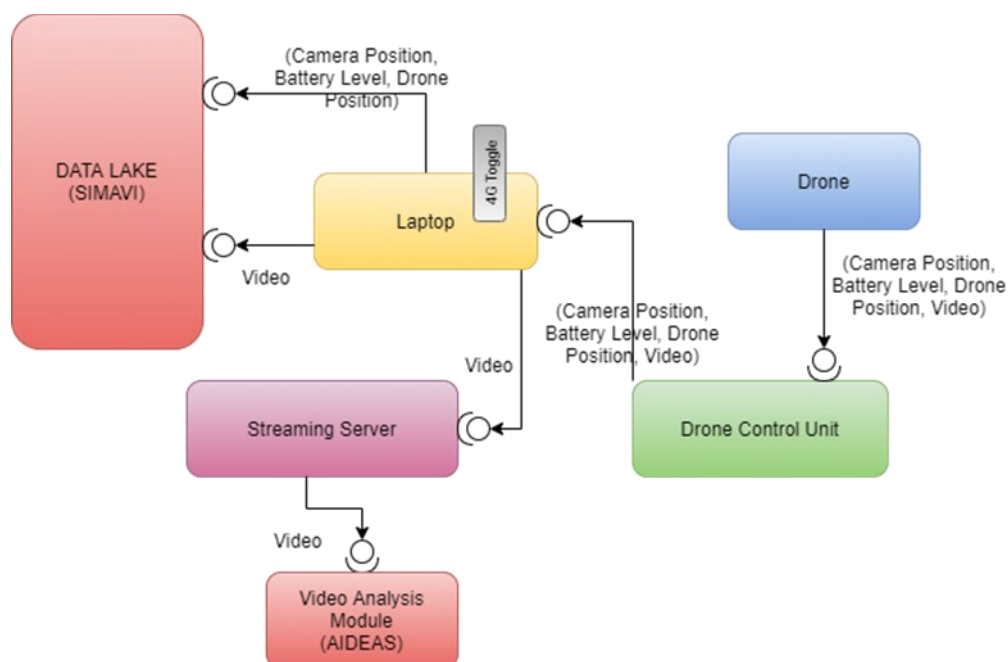 (Camera Position,
Battery Level, Drone
Position)
DATA LAKE
(SIMAVI)
4G Toggle
Laptop
Drone
Video
(Camera Position,
Battery Level, Drone
Position, Video)
(Camera Position,
Battery Level, Drone
Position, Video)
Video
Streaming Server
Drone Control Unit
Video
Video Analysis
Module
(AIDEAS)